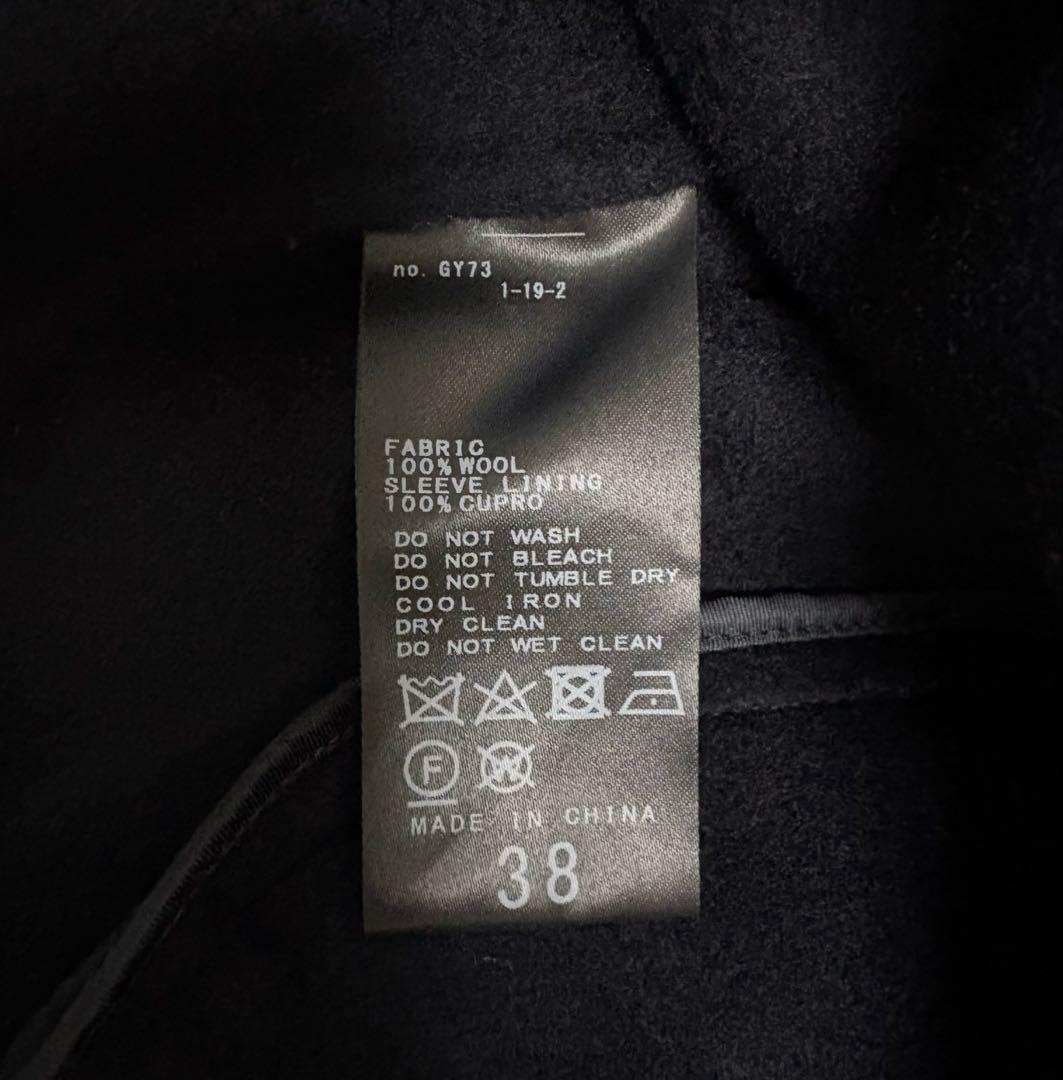 no. GY73
1-19-2
FABRIC
100% WOOL
SLEEVE LINING
100% CUPRO
DO NOT WASH
DO NOT BLEACH
DO NOT TUMBLE DRY
COOL IRON
DRY CLEAN
DO NOT WET CLEAN
F W
MADE IN CHINA
38